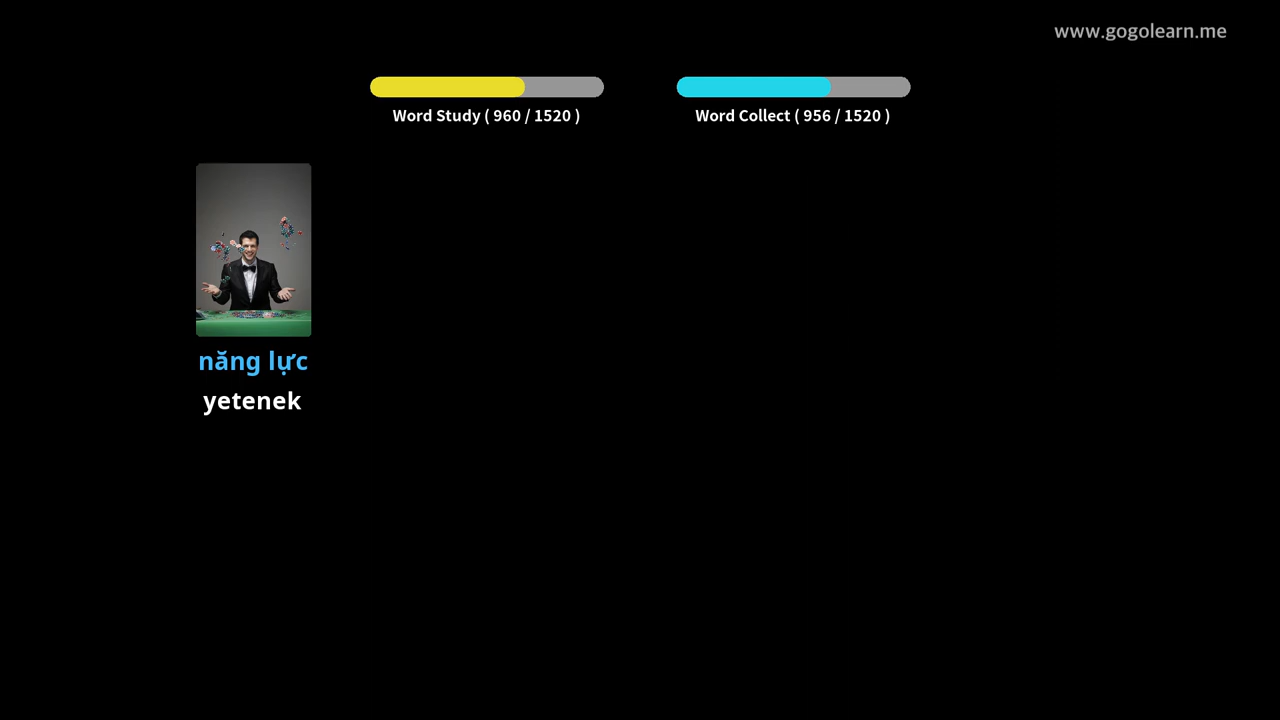 www.gogolearn.me
Word Study ( 960 / 1520 )
Word Collect ( 956 / 1520 )
năng lực
yetenek